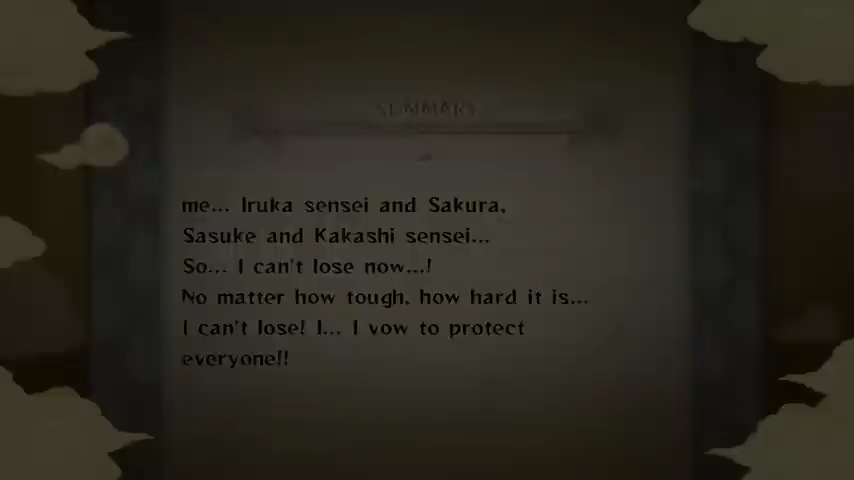 SUMMARY
me... Iruka sensei and Sakura,
Sasuke and Kakashi sensei...
So... I can't lose now...!
No matter how tough, how hard it is...
I can't lose! I... I vow to protect
everyone!!